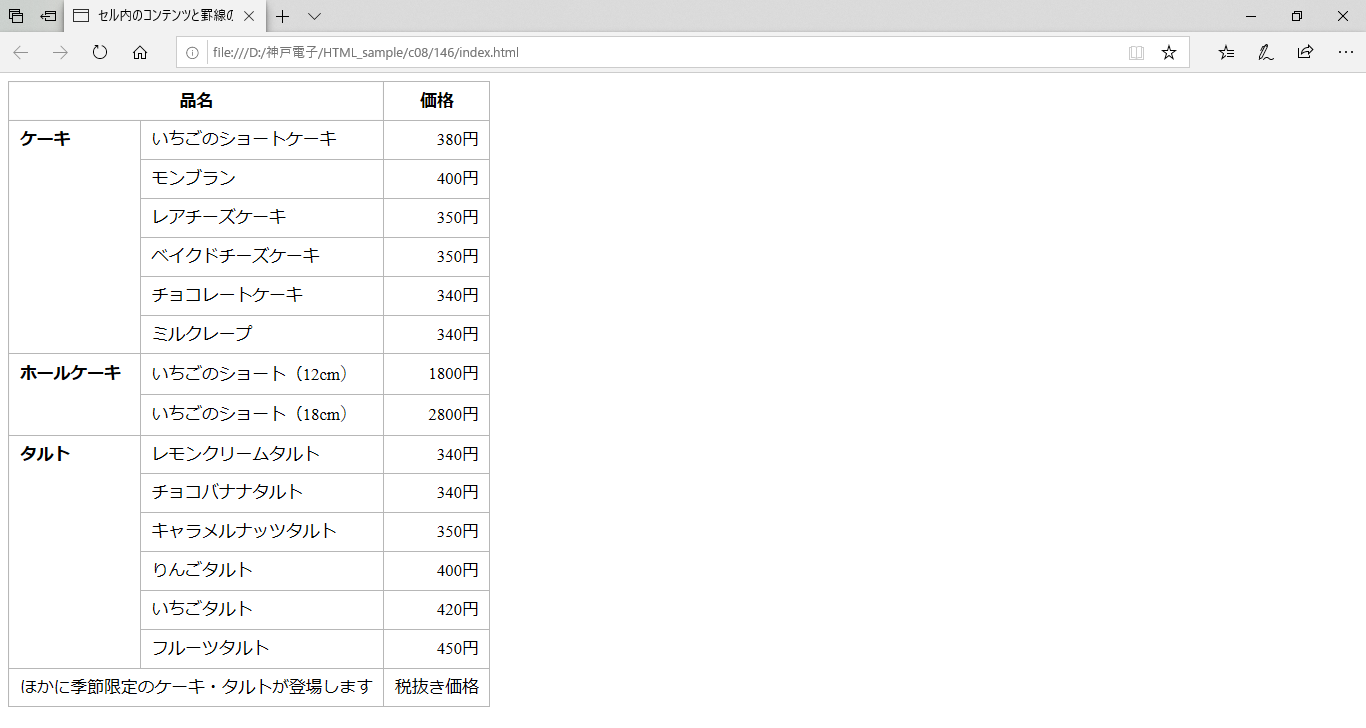 セル内のコンテンツと罫線の
file:///D:/神戸電子/HTML_sample/c08/146/index.html
品名 価格
ケーキ いちごのショートケーキ 380円
モンブラン 400円
レアチーズケーキ 350円
ベイクドチーズケーキ 350円
チョコレートケーキ 340円
ミルクレープ 340円
ホールケーキ いちごのショート（12cm） 1800円
いちごのショート（18cm） 2800円
タルト レモンクリームタルト 340円
チョコバナナタルト 340円
キャラメルナッツタルト 350円
りんごタルト 400円
いちごタルト 420円
フルーツタルト 450円
ほかに季節限定のケーキ・タルトが登場します 税抜き価格